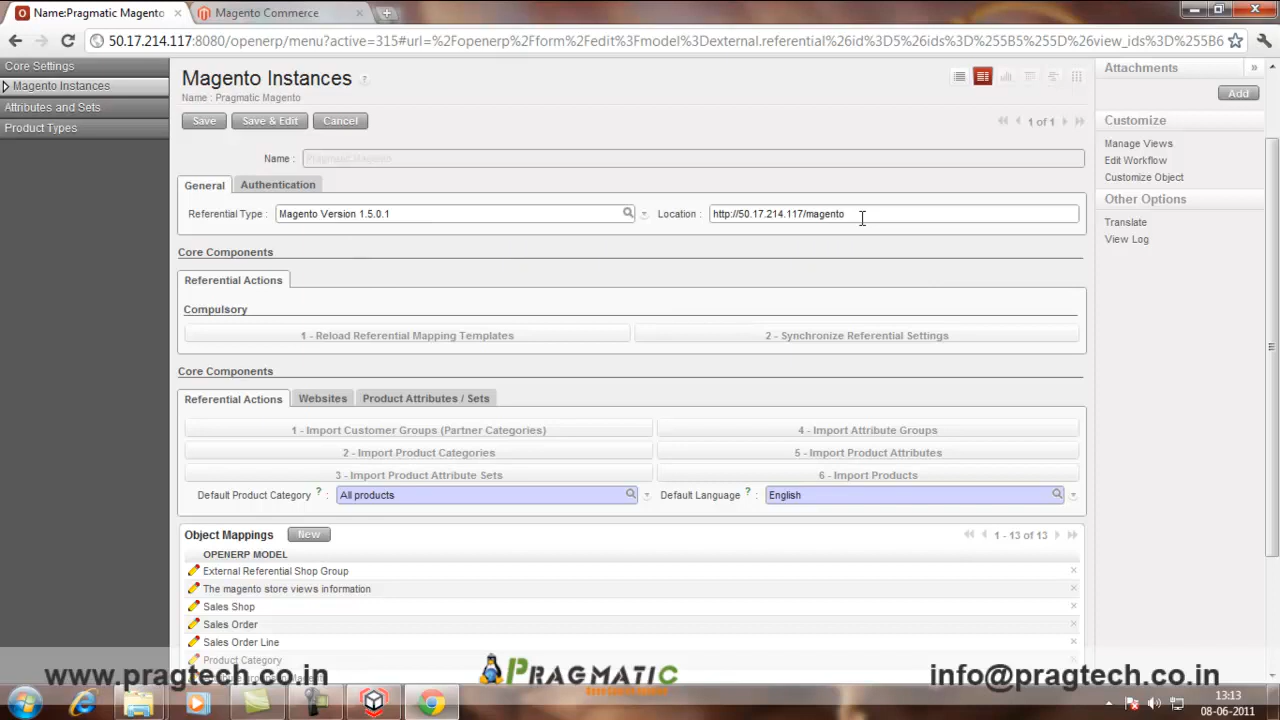 Name:Pragmatic Magento
Magento Commerce
50.17.214.117:8080/openerp/menu?active=315#url=%2Fopenerp%2Fform%2Fedit%3Fmodel%3Dexternal.referential%26id%3D5%26ids%3D%255B5%255D%26view_ids%3D%255B6
Core Settings
Magento Instances
Attributes and Sets
Product Types
Magento Instances ?
Name : Pragmatic Magento
Save Save & Edit Cancel
1 of 1
Name : Pragmatic Magento
General Authentication
Referential Type : Magento Version 1.5.0.1 Location : http://50.17.214.117/magento
Core Components
Referential Actions
Compulsory
1 - Reload Referential Mapping Templates 2 - Synchronize Referential Settings
Core Components
Referential Actions Websites Product Attributes / Sets
1 - Import Customer Groups (Partner Categories) 4 - Import Attribute Groups
2 - Import Product Categories 5 - Import Product Attributes
3 - Import Product Attribute Sets 6 - Import Products
Default Product Category ? : All products Default Language ? : English
Object Mappings New 1 - 13 of 13
OPENERP MODEL
External Referential Shop Group
The magento store views information
Sales Shop
Sales Order
Sales Order Line
Product Category
Attachments »
Add
Customize
Manage Views
Edit Workflow
Customize Object
Other Options
Translate
View Log
www.pragtech.co.in PRAGMATIC info@pragtech.co.in
13:13
08-06-2011